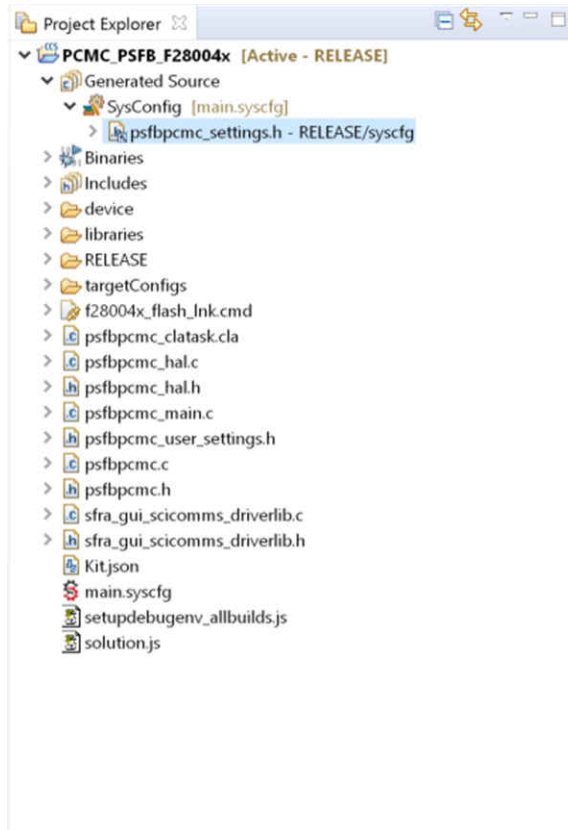 Project Explorer
PCMC_PSFB_F28004x [Active - RELEASE]
Generated Source
SysConfig [main.syscfg]
psfbpcmc_settings.h - RELEASE/syscfg
Binaries
Includes
device
libraries
RELEASE
targetConfigs
f28004x_flash_lnk.cmd
psfbpcmc_clatask.cla
psfbpcmc_hal.c
psfbpcmc_hal.h
psfbpcmc_main.c
psfbpcmc_user_settings.h
psfbpcmc.c
psfbpcmc.h
sfra_gui_scicomms_driverlib.c
sfra_gui_scicomms_driverlib.h
Kit.json
main.syscfg
setupdebugenv_allbuilds.js
solution.js